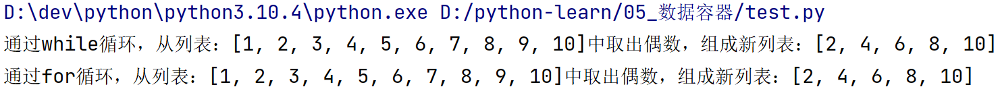 D:\dev\python\python3.10.4\python.exe D:/python-learn/05_数据容器/test.py
通过while循环，从列表：[1, 2, 3, 4, 5, 6, 7, 8, 9, 10]中取出偶数，组成新列表：[2, 4, 6, 8, 10]
通过for循环，从列表：[1, 2, 3, 4, 5, 6, 7, 8, 9, 10]中取出偶数，组成新列表：[2, 4, 6, 8, 10]